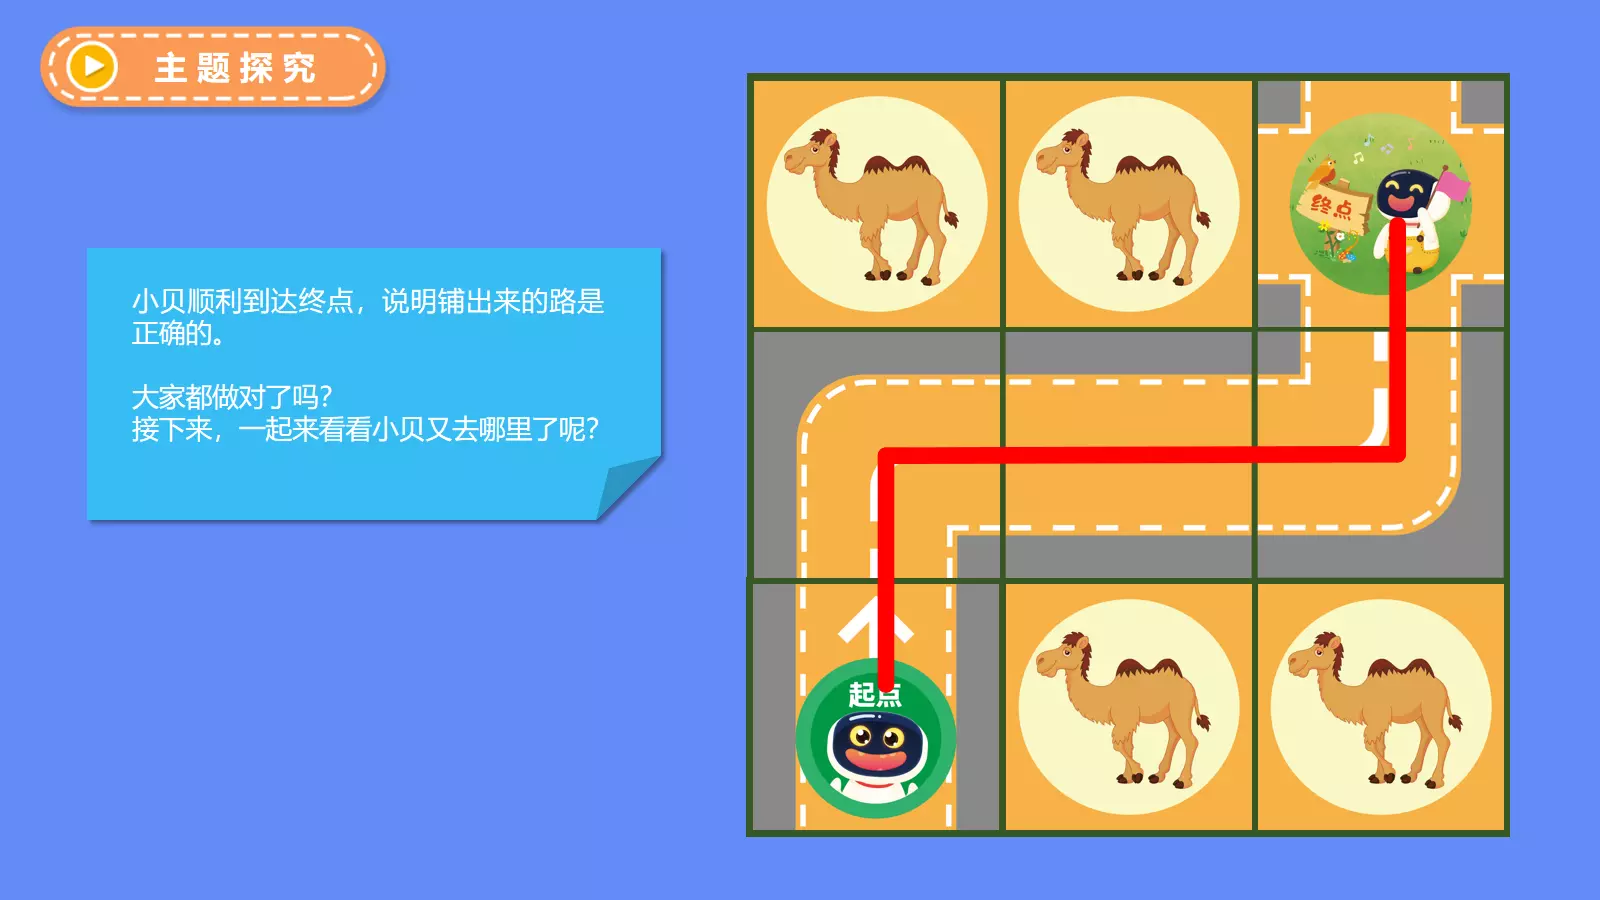 主题探究
终点
小贝顺利到达终点，说明铺出来的路是
正确的。
大家都做对了吗？
接下来，一起来看看小贝又去哪里了呢？
起点